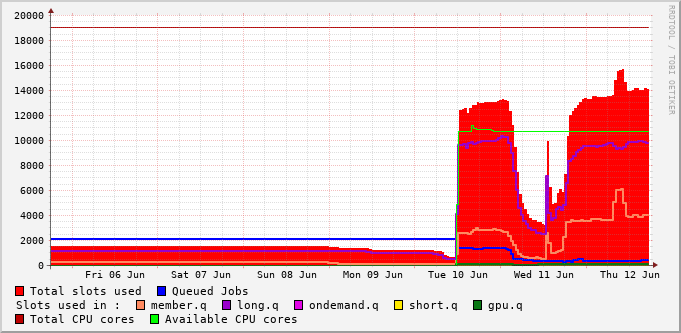 20000
18000
16000
14000
12000
10000
8000
6000
4000
2000
0
Fri 06 Jun Sat 07 Jun Sun 08 Jun Mon 09 Jun Tue 10 Jun Wed 11 Jun Thu 12 Jun
Total slots used Queued Jobs
Slots used in : member.q long.q ondemand.q short.q gpu.q
Total CPU cores Available CPU cores
RRDTOOL / TOBI OETIKER